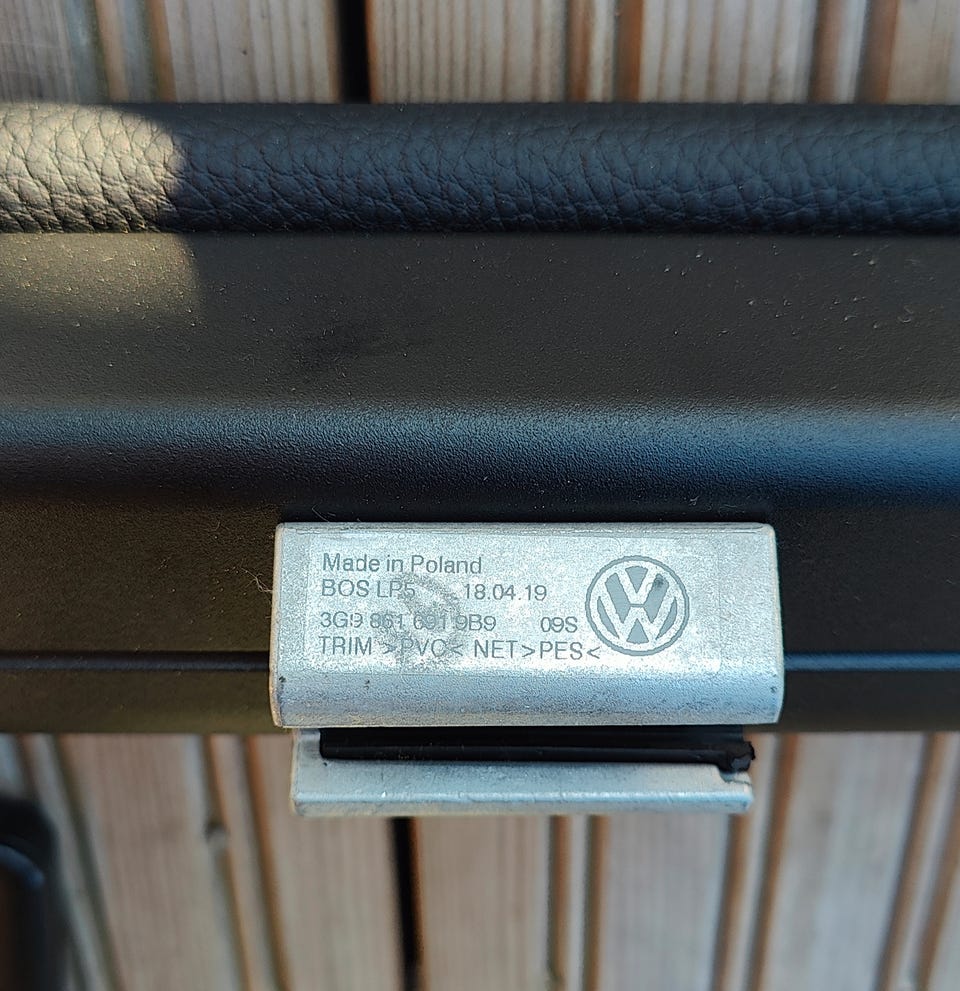 Made in Poland
BOS LP5 18.04.19
3G9 861 691 9B9 09S
TRIM >PVC< NET>PES<